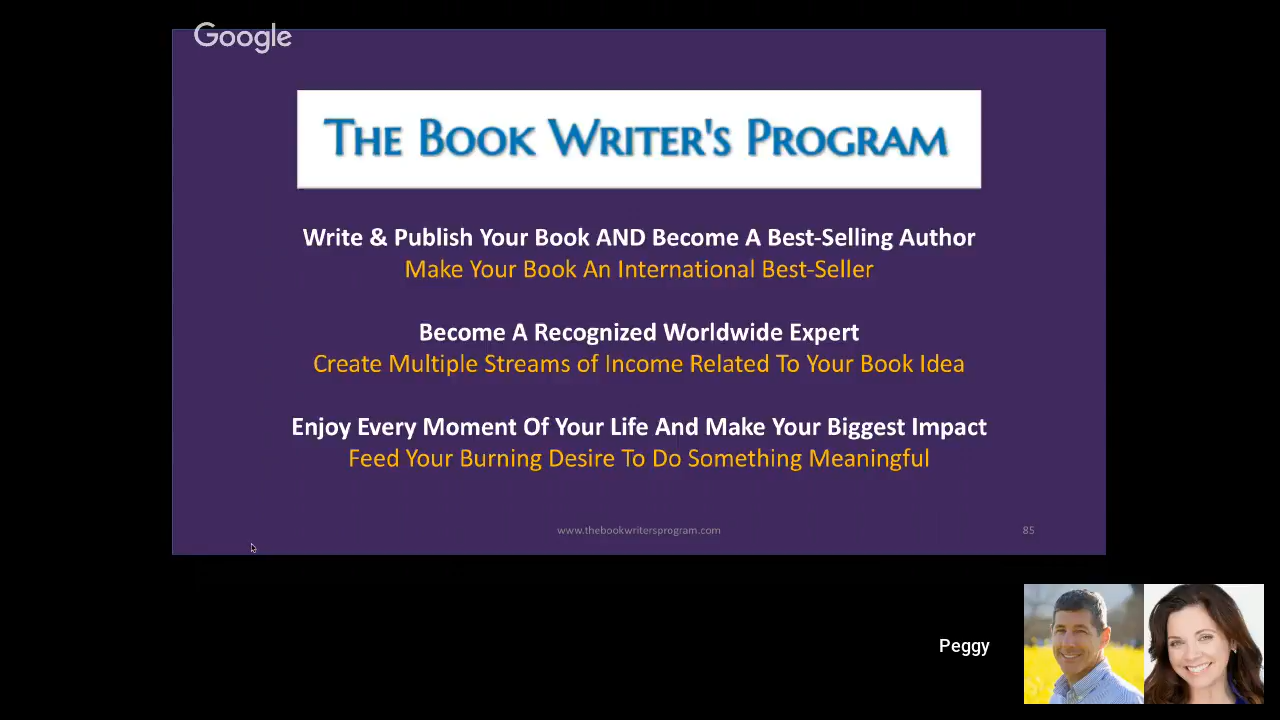 Google
THE BOOK WRITER'S PROGRAM
Write & Publish Your Book AND Become A Best-Selling Author
Make Your Book An International Best-Seller
Become A Recognized Worldwide Expert
Create Multiple Streams of Income Related To Your Book Idea
Enjoy Every Moment Of Your Life And Make Your Biggest Impact
Feed Your Burning Desire To Do Something Meaningful
www.thebookwritersprogram.com
85
Peggy